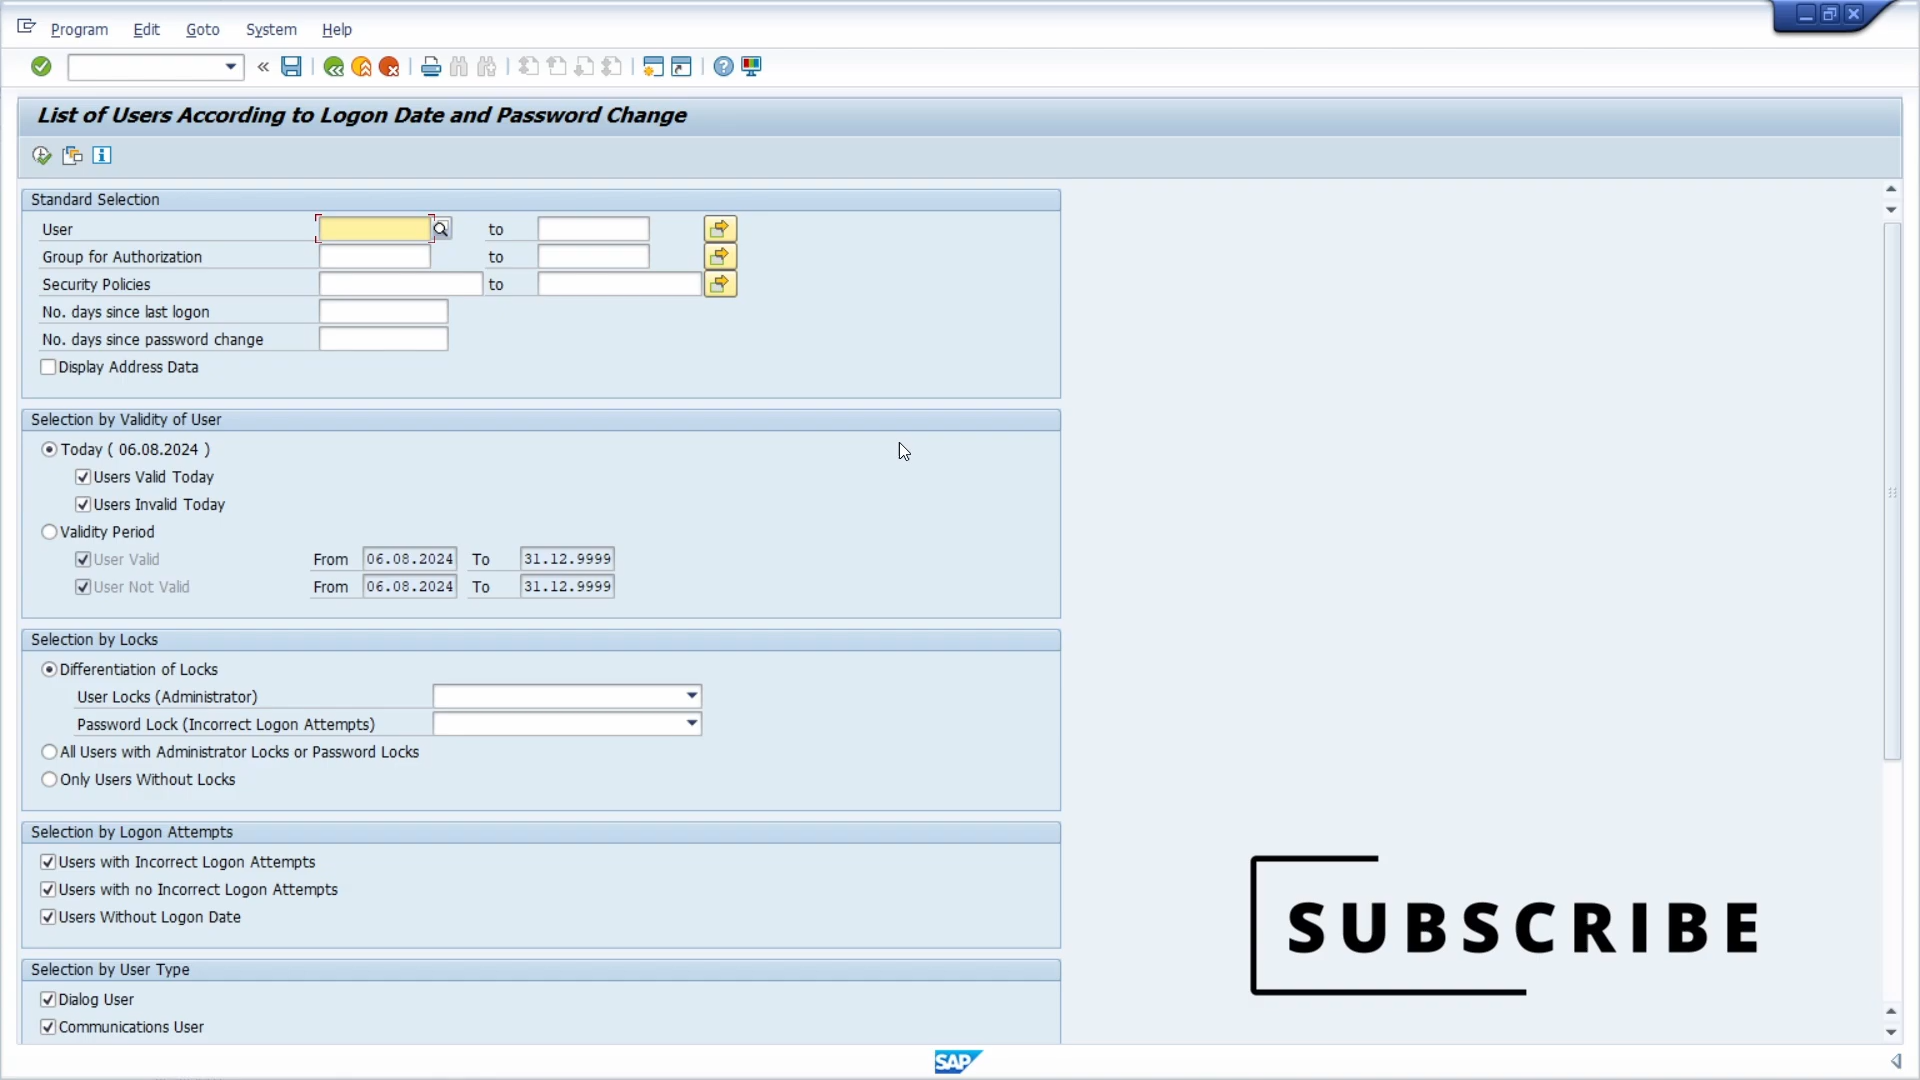 Program Edit Goto System Help
List of Users According to Logon Date and Password Change
Standard Selection
User to
Group for Authorization to
Security Policies to
No. days since last logon
No. days since password change
Display Address Data
Selection by Validity of User
Today ( 06.08.2024 )
Users Valid Today
Users Invalid Today
Validity Period
User Valid From 06.08.2024 To 31.12.9999
User Not Valid From 06.08.2024 To 31.12.9999
Selection by Locks
Differentiation of Locks
User Locks (Administrator)
Password Lock (Incorrect Logon Attempts)
All Users with Administrator Locks or Password Locks
Only Users Without Locks
Selection by Logon Attempts
Users with Incorrect Logon Attempts
Users with no Incorrect Logon Attempts
Users Without Logon Date
SUBSCRIBE
Selection by User Type
Dialog User
Communications User
SAP